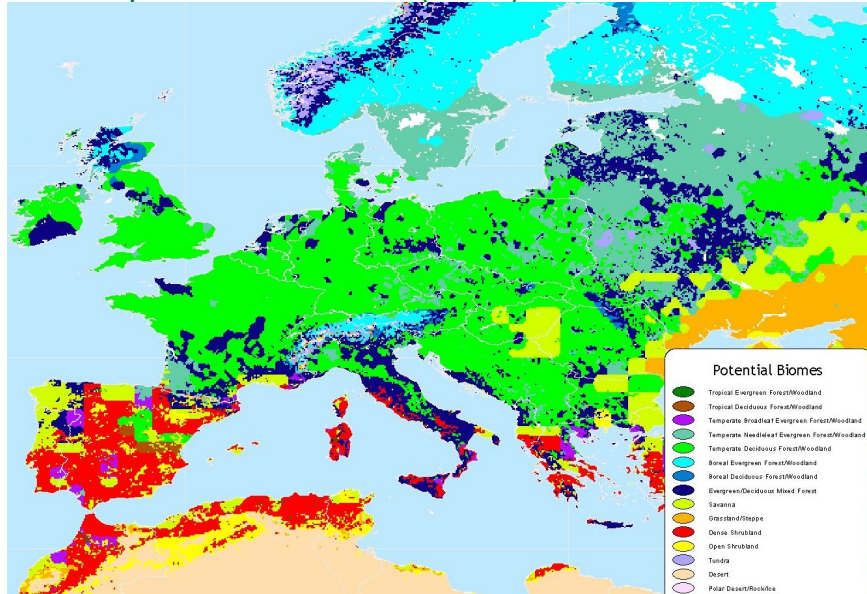 Potential Biomes
Tropical Evergreen Forest/Woodland
Tropical Deciduous Forest/Woodland
Temperate Broadleaf Evergreen Forest/Woodland
Temperate Needleleaf Evergreen Forest/Woodland
Temperate Deciduous Forest/Woodland
Boreal Evergreen Forest/Woodland
Boreal Deciduous Forest/Woodland
Evergreen/Deciduous Mixed Forest
Savanna
Grassland/Steppe
Dense Shrubland
Open Shrubland
Tundra
Desert
Polar Desert/Rock/Ice